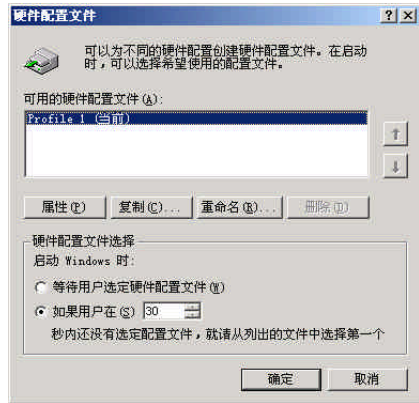 硬件配置文件
可以为不同的硬件配置创建硬件配置文件。在启动
时，可以选择希望使用的配置文件。
可用的硬件配置文件(A):
Profile 1 (当前)
属性(P) 复制(C)... 重命名(R)... 删除(D)
硬件配置文件选择
启动 Windows 时:
等待用户选定硬件配置文件(W)
如果用户在(S) 30
秒内还没有选定配置文件，就请从列出的文件中选择第一个
确定 取消